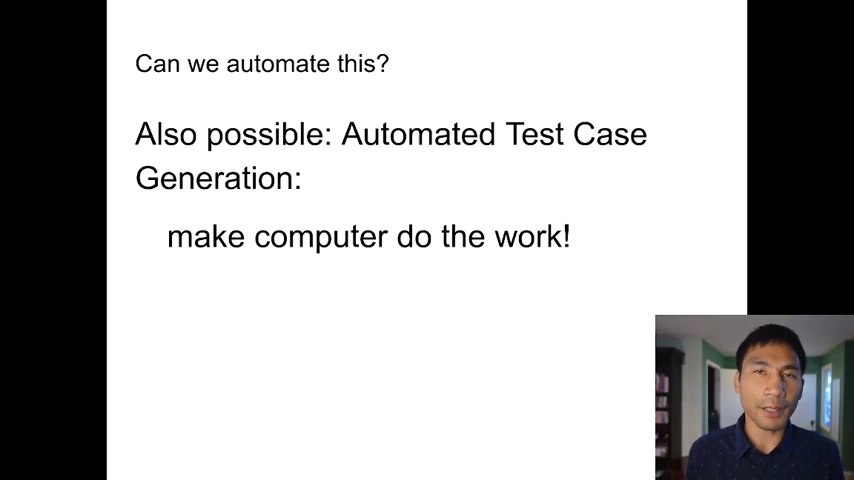 Can we automate this?
Also possible: Automated Test Case
Generation:
make computer do the work!